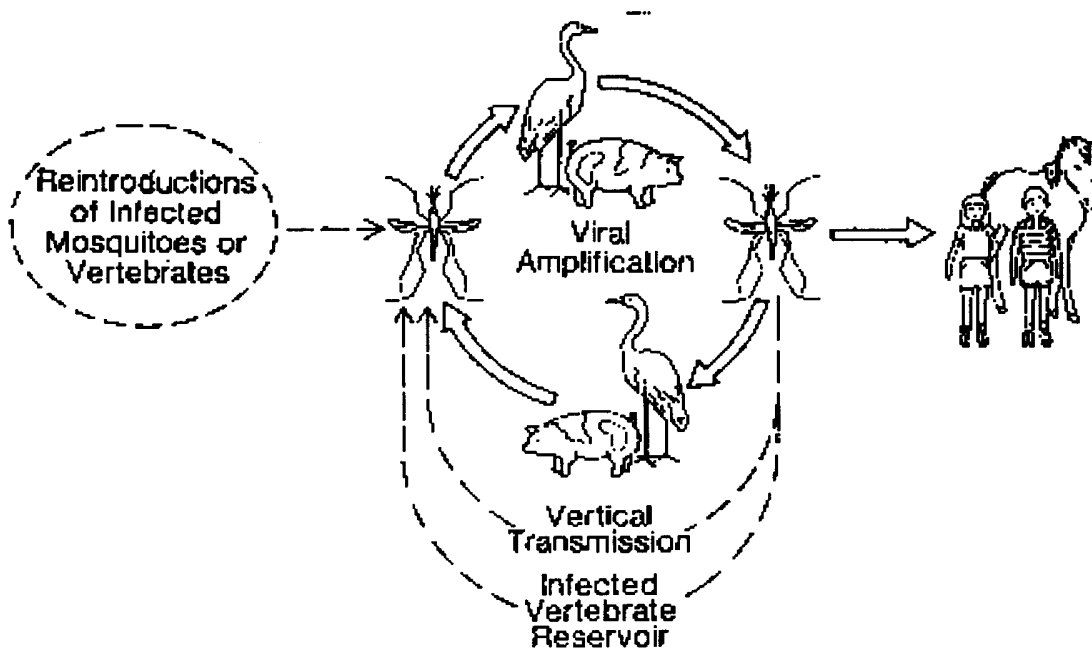 Reintroductions
of Infected
Mosquitoes or
Vertebrates
Viral
Amplification
Vertical
Transmission
Infected
Vertebrate
Reservoir